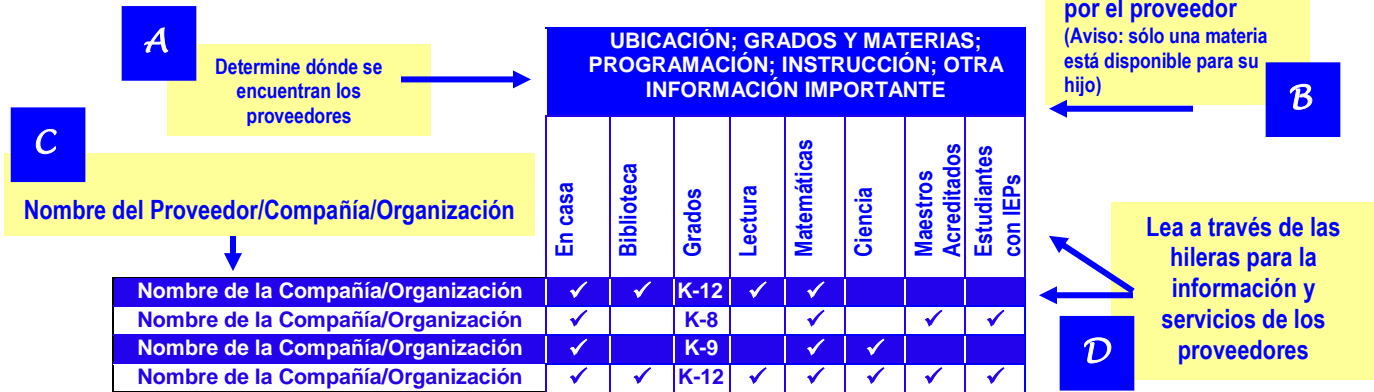 A
Determine dónde se
encuentran los
proveedores
UBICACIÓN; GRADOS Y MATERIAS;
PROGRAMACIÓN; INSTRUCCIÓN; OTRA
INFORMACIÓN IMPORTANTE
por el proveedor
(Aviso: sólo una materia
está disponible para su
hijo)
B
C
Nombre del Proveedor/Compañía/Organización
En casa
Biblioteca
Grados
Lectura
Matemáticas
Ciencia
Maestros
Acreditados
Estudiantes
con IEPs
Nombre de la Compañía/Organización ✓ ✓ K-12 ✓ ✓
Nombre de la Compañía/Organización ✓ K-8 ✓ ✓ ✓
Nombre de la Compañía/Organización ✓ K-9 ✓ ✓
Nombre de la Compañía/Organización ✓ ✓ K-12 ✓ ✓ ✓ ✓ ✓
Lea a través de las
hileras para la
información y
servicios de los
proveedores
D